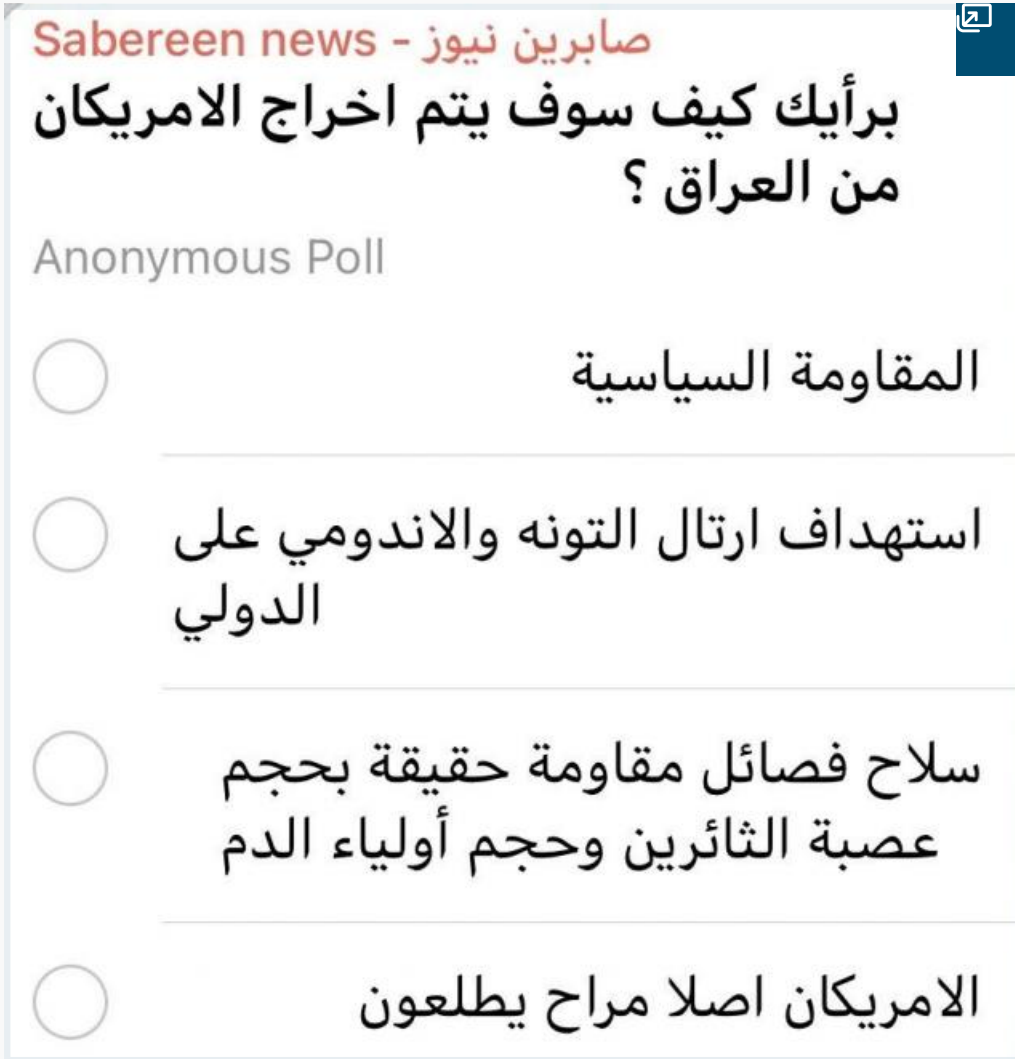 صابرين نيوز - Sabereen news
برأيك كيف سوف يتم اخراج الامريكان
من العراق ؟
Anonymous Poll
المقاومة السياسية
استهداف ارتال التونه والاندومي على
الدولي
سلاح فصائل مقاومة حقيقة بحجم
عصبة الثائرين وحجم أولياء الدم
الامريكان اصلا مراح يطلعون